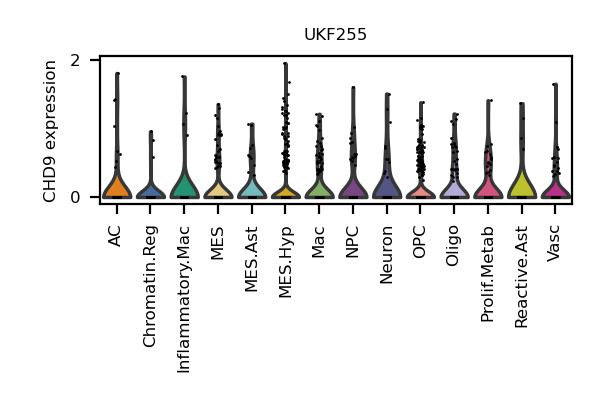 UKF255
CHD9 expression
2
0
AC
Chromatin.Reg
Inflammatory.Mac
MES
MES.Ast
MES.Hyp
Mac
NPC
Neuron
OPC
Oligo
Prolif.Metab
Reactive.Ast
Vasc